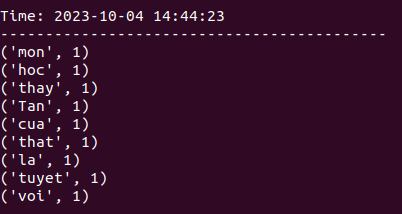 Time: 2023-10-04 14:44:23
-------------------------------------------
('mon', 1)
('hoc', 1)
('thay', 1)
('Tan', 1)
('cua', 1)
('that', 1)
('la', 1)
('tuyet', 1)
('voi', 1)